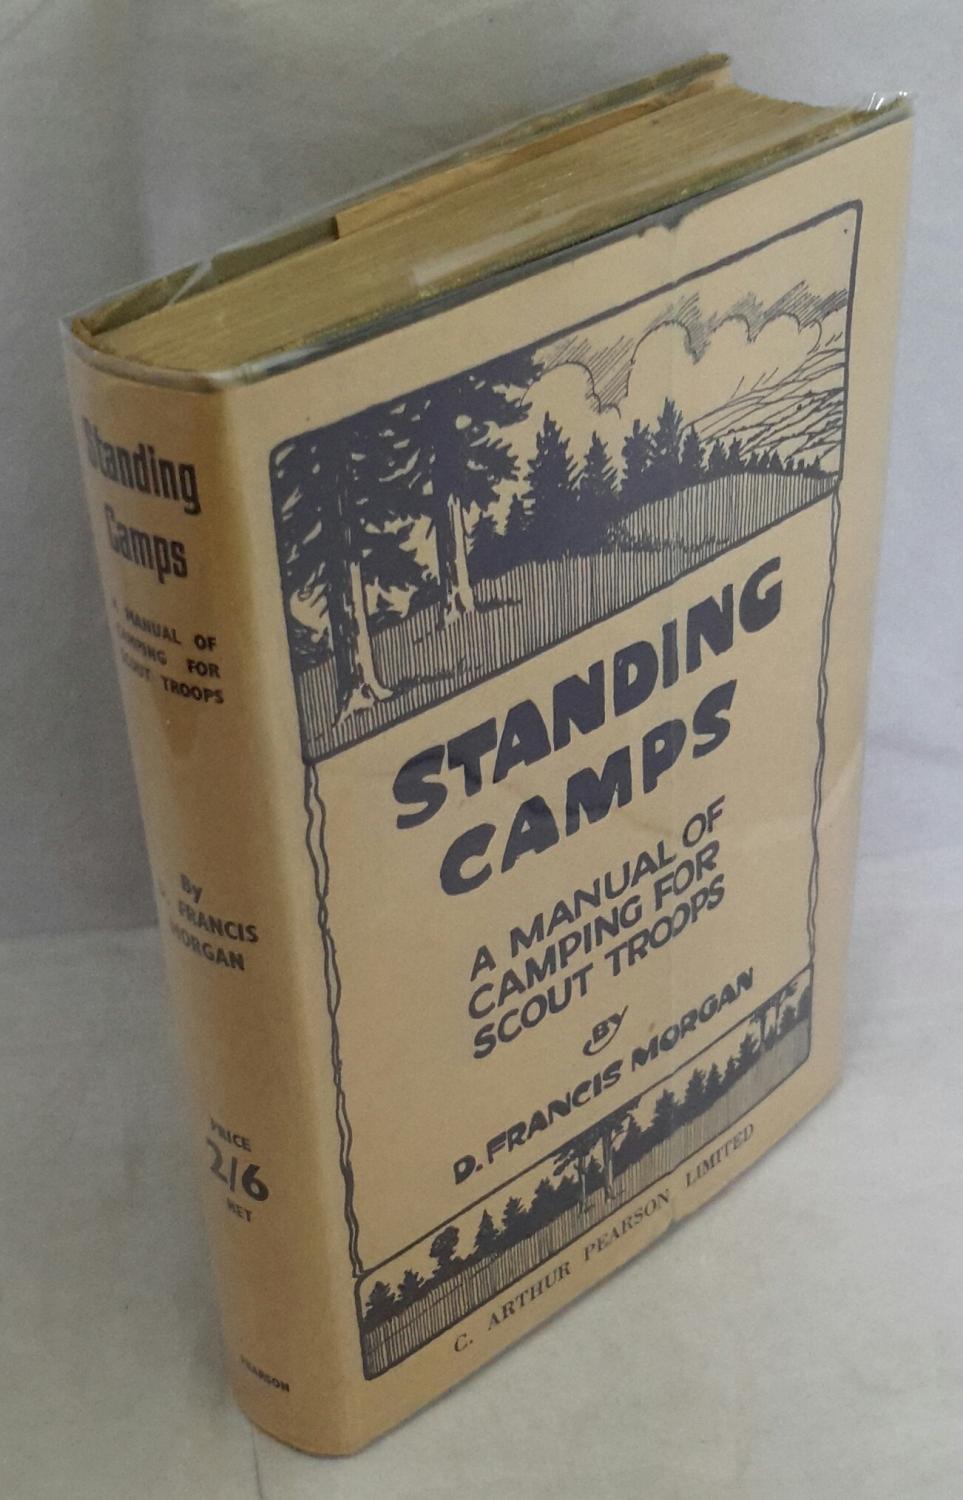 Standing
Camps
A MANUAL OF
CAMPING FOR
SCOUT TROOPS
By
FRANCIS
MORGAN
PRICE
2/6
NET
PEARSON
STANDING
CAMPS
A MANUAL OF
CAMPING FOR
SCOUT TROOPS
BY
D. FRANCIS MORGAN
C. ARTHUR PEARSON LIMITED